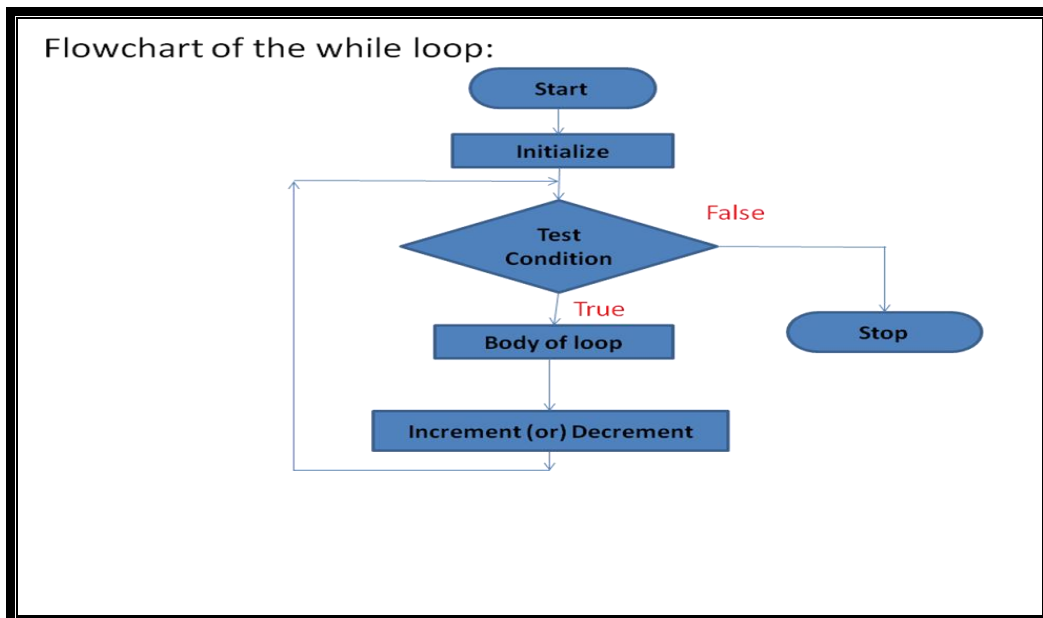 Flowchart of the while loop:
Start
Initialize
False
Test
Condition
True
Body of loop
Stop
Increment (or) Decrement